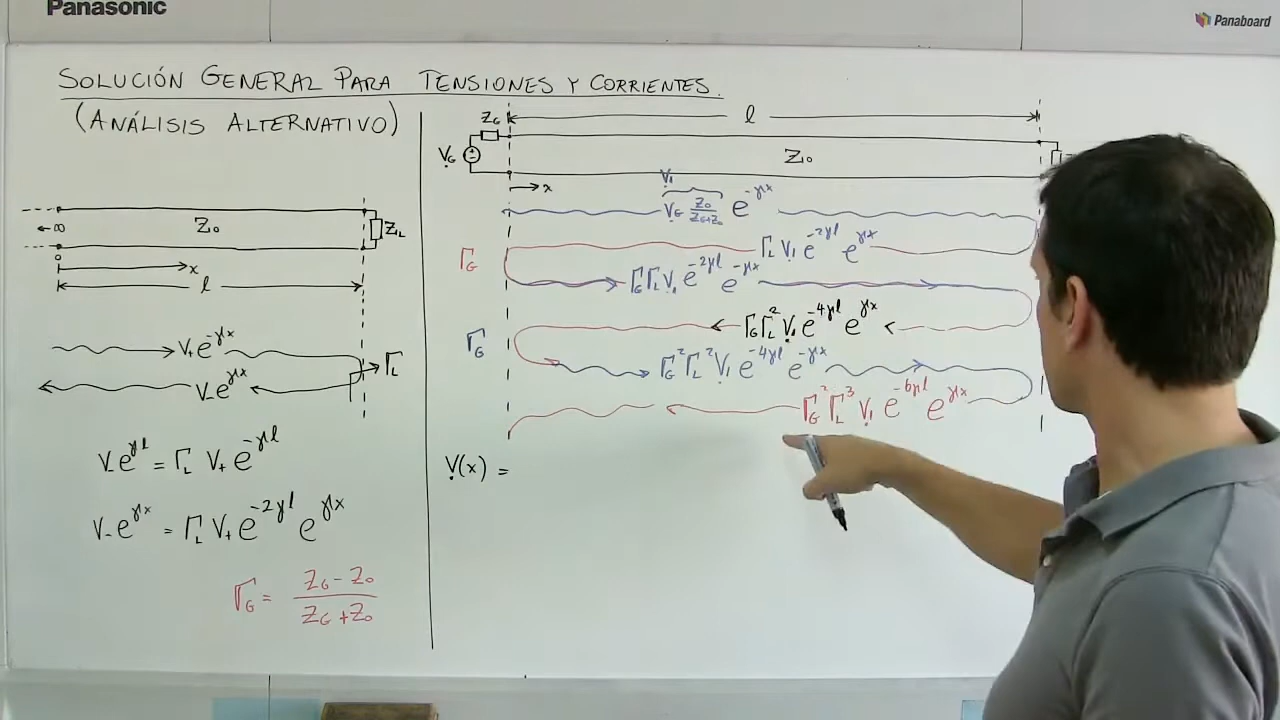 Panasonic
Panaboard
SOLUCIÓN GENERAL PARA TENSIONES Y CORRIENTES.
(ANÁLISIS ALTERNATIVO)
Z₀
Z_L
←∞
0
x
l
V₊e^{-γx}
V₋e^{γx}
Γ_L
V₋e^{γl} = Γ_L V₊e^{-γl}
V₋e^{γx} = Γ_L V₊e^{-2γl} e^{γx}
Γ_G = (Z_G - Z₀)/(Z_G + Z₀)
Z_G
l
V_G
Z₀
x
V₁
V_G Z₀/(Z_G+Z₀) e^{-γx}
Γ_L V₁ e^{-2γl} e^{γx}
Γ_G
Γ_G Γ_L V₁ e^{-2γl} e^{-γx}
Γ_G Γ_L² V₁ e^{-4γl} e^{γx}
Γ_G
Γ_G² Γ_L² V₁ e^{-4γl} e^{-γx}
Γ_G² Γ_L³ V₁ e^{-6γl} e^{γx}
V(x) =